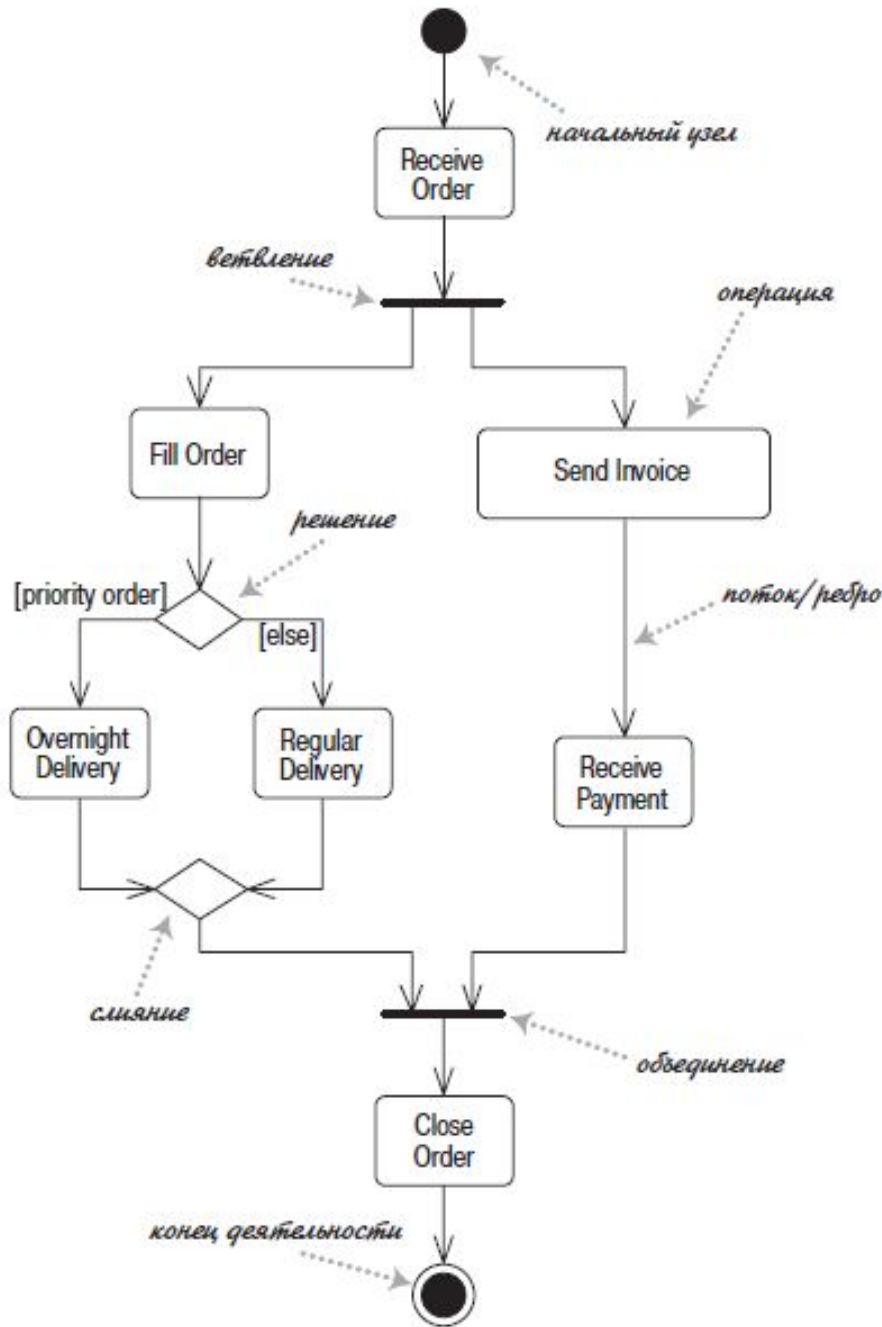 начальный узел
Receive
Order
ветвление
операция
Fill Order
Send Invoice
решение
[priority order]
[else]
поток/ребро
Overnight
Delivery
Regular
Delivery
Receive
Payment
слияние
объединение
Close
Order
конец деятельности